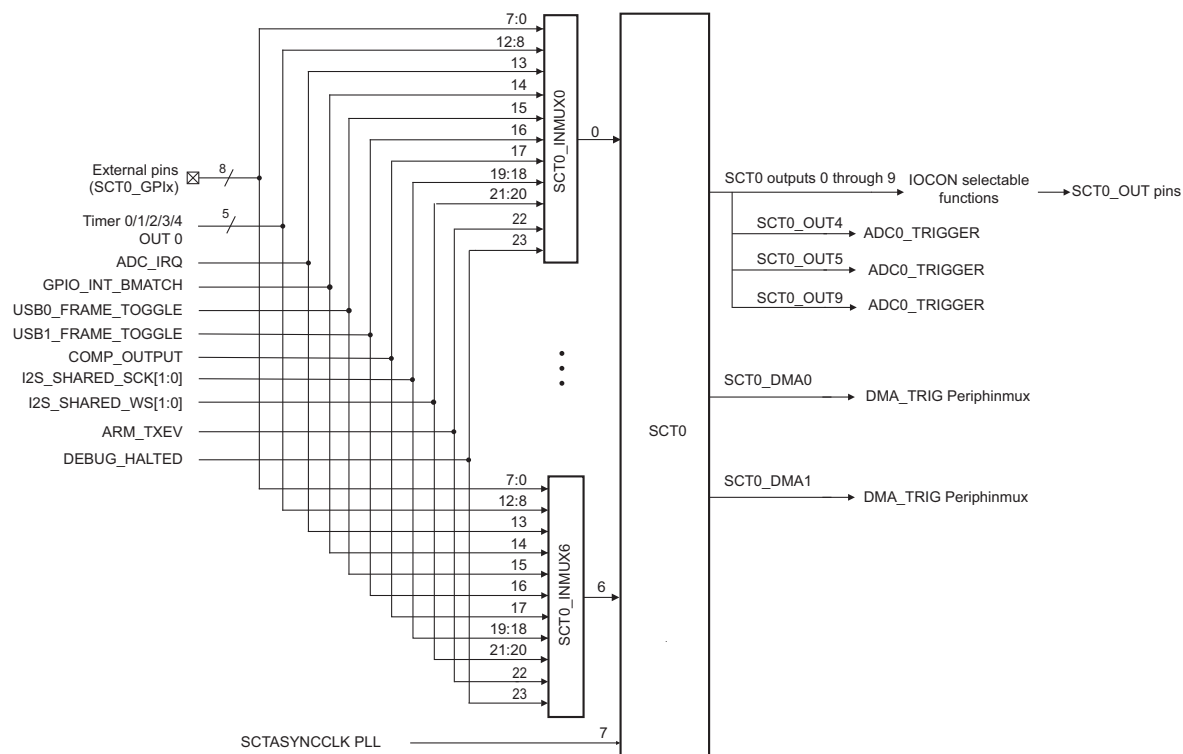 7:0
12:8
13
14
15
16
17
19:18
21:20
22
23
SCT0_INMUX0
0
External pins
(SCT0_GPIx)
8
Timer 0/1/2/3/4
OUT 0
5
ADC_IRQ
GPIO_INT_BMATCH
USB0_FRAME_TOGGLE
USB1_FRAME_TOGGLE
COMP_OUTPUT
I2S_SHARED_SCK[1:0]
I2S_SHARED_WS[1:0]
ARM_TXEV
DEBUG_HALTED
7:0
12:8
13
14
15
16
17
19:18
21:20
22
23
SCT0_INMUX6
6
SCTASYNCCLK PLL
7
SCT0
SCT0 outputs 0 through 9
IOCON selectable
functions
SCT0_OUT pins
SCT0_OUT4
ADC0_TRIGGER
SCT0_OUT5
ADC0_TRIGGER
SCT0_OUT9
ADC0_TRIGGER
SCT0_DMA0
DMA_TRIG Periphinmux
SCT0_DMA1
DMA_TRIG Periphinmux